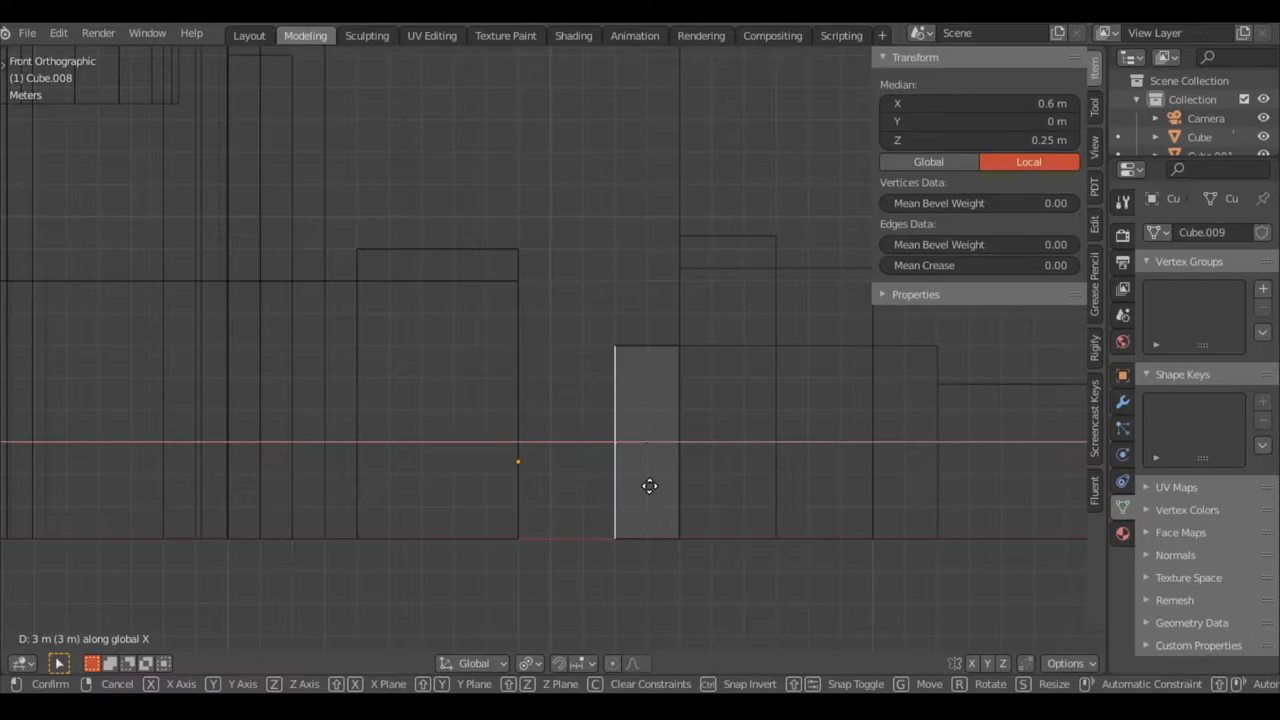 File Edit Render Window Help
Layout Modeling Sculpting UV Editing Texture Paint Shading Animation Rendering Compositing Scripting
Scene
View Layer
Front Orthographic
(1) Cube.008
Meters
Transform
Median:
X 0.6 m
Y 0 m
Z 0.25 m
Global Local
Vertices Data:
Mean Bevel Weight 0.00
Edges Data:
Mean Bevel Weight 0.00
Mean Crease 0.00
Properties
Item
Tool
View
PDT
Edit
Grease Pencil
Rigify
Screencast Keys
Fluent
Scene Collection
Collection
Camera
Cube
Cube.001
Cu Cu
Cube.009
Vertex Groups
Shape Keys
UV Maps
Vertex Colors
Face Maps
Normals
Texture Space
Remesh
Geometry Data
Custom Properties
D: 3 m (3 m) along global X
Global
X Y Z
Options
Confirm Cancel X X Axis Y Y Axis Z Z Axis X X Plane Y Y Plane Z Z Plane C Clear Constraints Ctrl Snap Invert Snap Toggle G Move R Rotate S Resize Automatic Constraint Autor